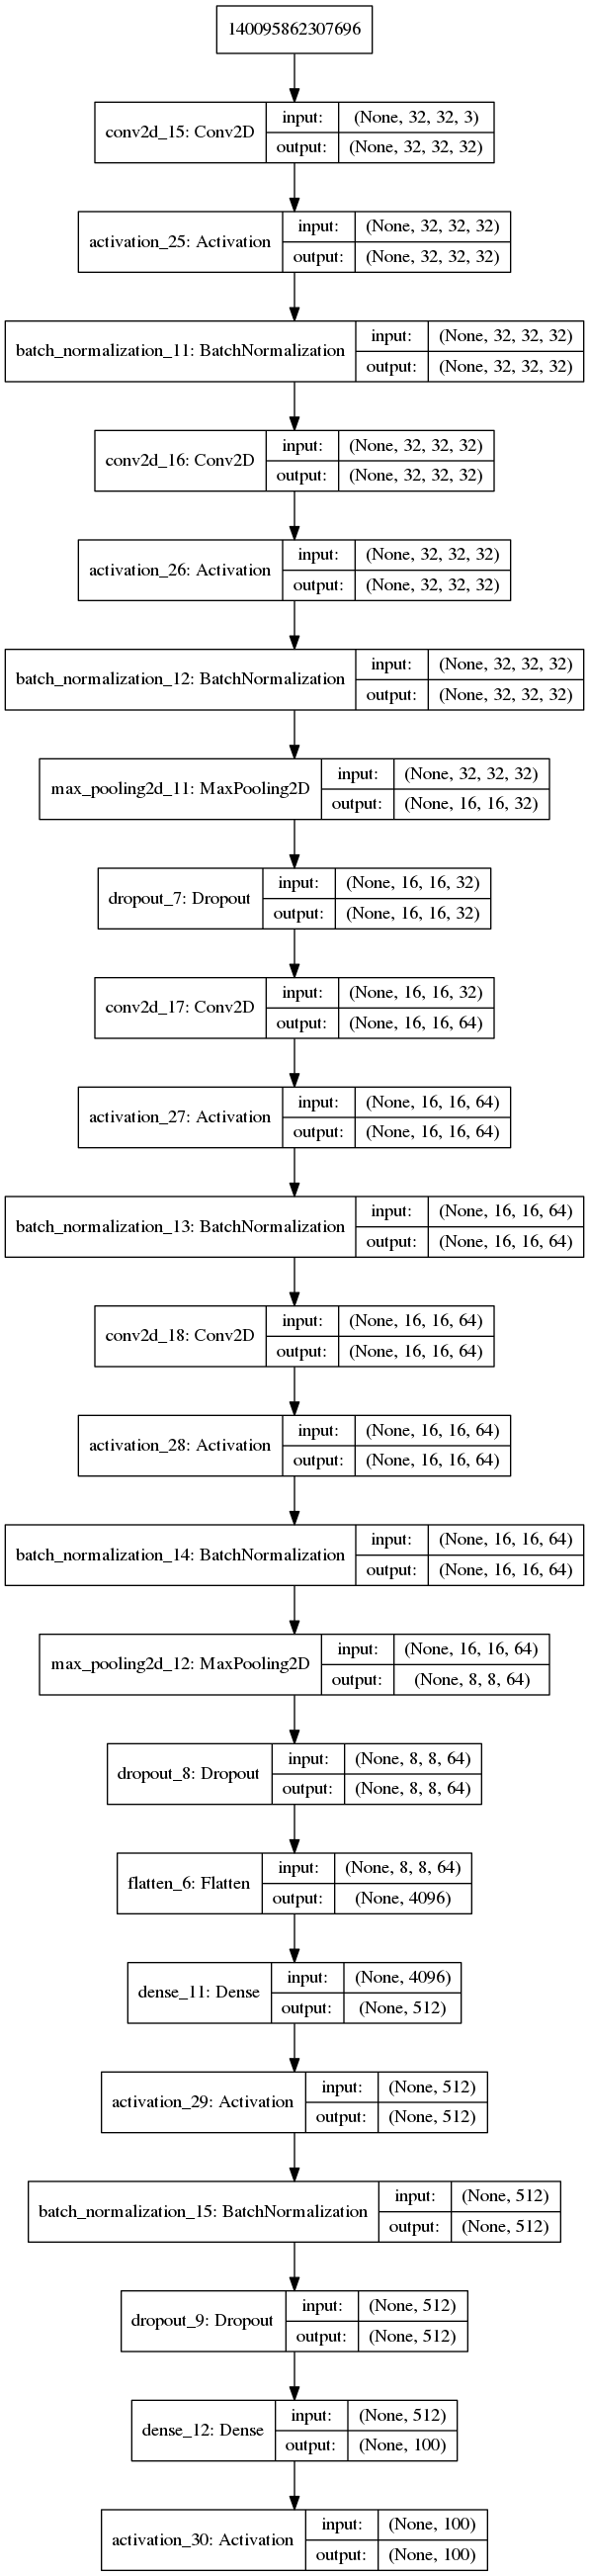 140095862307696
conv2d_15: Conv2D
input: (None, 32, 32, 3)
output: (None, 32, 32, 32)
activation_25: Activation
input: (None, 32, 32, 32)
output: (None, 32, 32, 32)
batch_normalization_11: BatchNormalization
input: (None, 32, 32, 32)
output: (None, 32, 32, 32)
conv2d_16: Conv2D
input: (None, 32, 32, 32)
output: (None, 32, 32, 32)
activation_26: Activation
input: (None, 32, 32, 32)
output: (None, 32, 32, 32)
batch_normalization_12: BatchNormalization
input: (None, 32, 32, 32)
output: (None, 32, 32, 32)
max_pooling2d_11: MaxPooling2D
input: (None, 32, 32, 32)
output: (None, 16, 16, 32)
dropout_7: Dropout
input: (None, 16, 16, 32)
output: (None, 16, 16, 32)
conv2d_17: Conv2D
input: (None, 16, 16, 32)
output: (None, 16, 16, 64)
activation_27: Activation
input: (None, 16, 16, 64)
output: (None, 16, 16, 64)
batch_normalization_13: BatchNormalization
input: (None, 16, 16, 64)
output: (None, 16, 16, 64)
conv2d_18: Conv2D
input: (None, 16, 16, 64)
output: (None, 16, 16, 64)
activation_28: Activation
input: (None, 16, 16, 64)
output: (None, 16, 16, 64)
batch_normalization_14: BatchNormalization
input: (None, 16, 16, 64)
output: (None, 16, 16, 64)
max_pooling2d_12: MaxPooling2D
input: (None, 16, 16, 64)
output: (None, 8, 8, 64)
dropout_8: Dropout
input: (None, 8, 8, 64)
output: (None, 8, 8, 64)
flatten_6: Flatten
input: (None, 8, 8, 64)
output: (None, 4096)
dense_11: Dense
input: (None, 4096)
output: (None, 512)
activation_29: Activation
input: (None, 512)
output: (None, 512)
batch_normalization_15: BatchNormalization
input: (None, 512)
output: (None, 512)
dropout_9: Dropout
input: (None, 512)
output: (None, 512)
dense_12: Dense
input: (None, 512)
output: (None, 100)
activation_30: Activation
input: (None, 100)
output: (None, 100)